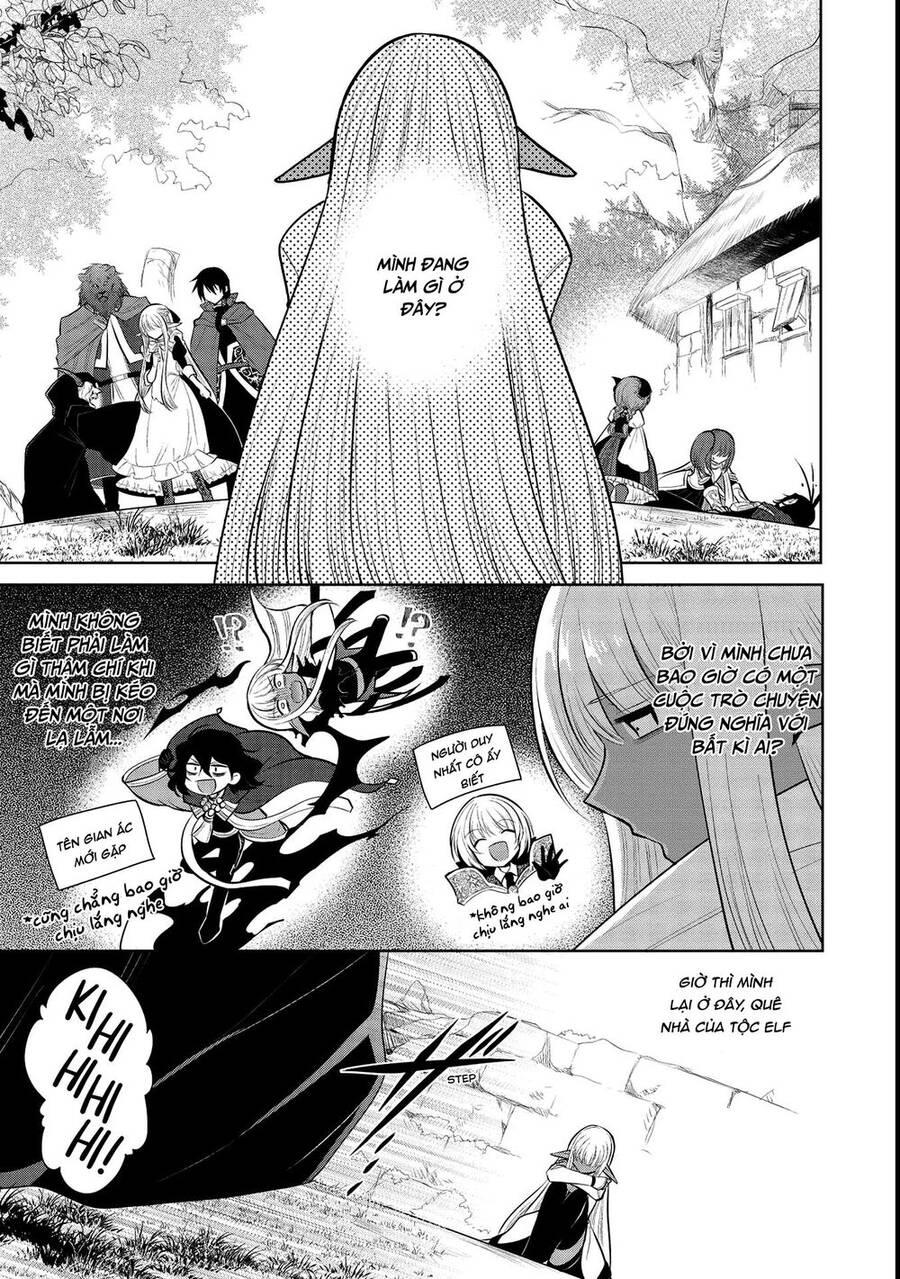 MÌNH ĐANG
LÀM GÌ Ở
ĐÂY?
BỞI VÌ MÌNH CHƯA
BAO GIỜ CÓ MỘT
CUỘC TRÒ CHUYỆN
ĐÚNG NGHĨA VỚI
BẤT KÌ AI?
MÌNH KHÔNG
BIẾT PHẢI LÀM
GÌ THẬM CHÍ KHI
MÀ MÌNH BỊ KÉO
ĐẾN MỘT NƠI
LẠ LẪM...
!?
!?
NGƯỜI DUY
NHẤT CÔ ẤY
BIẾT
*không bao giờ
chịu lắng nghe ai
TÊN GIAN ÁC
MỚI GẶP
*cũng chẳng bao giờ
chịu lắng nghe
GIỜ THÌ MÌNH
LẠI Ở ĐÂY, QUÊ
NHÀ CỦA TỘC ELF
STEP
KI HI
HI HI
HI HI
HI!